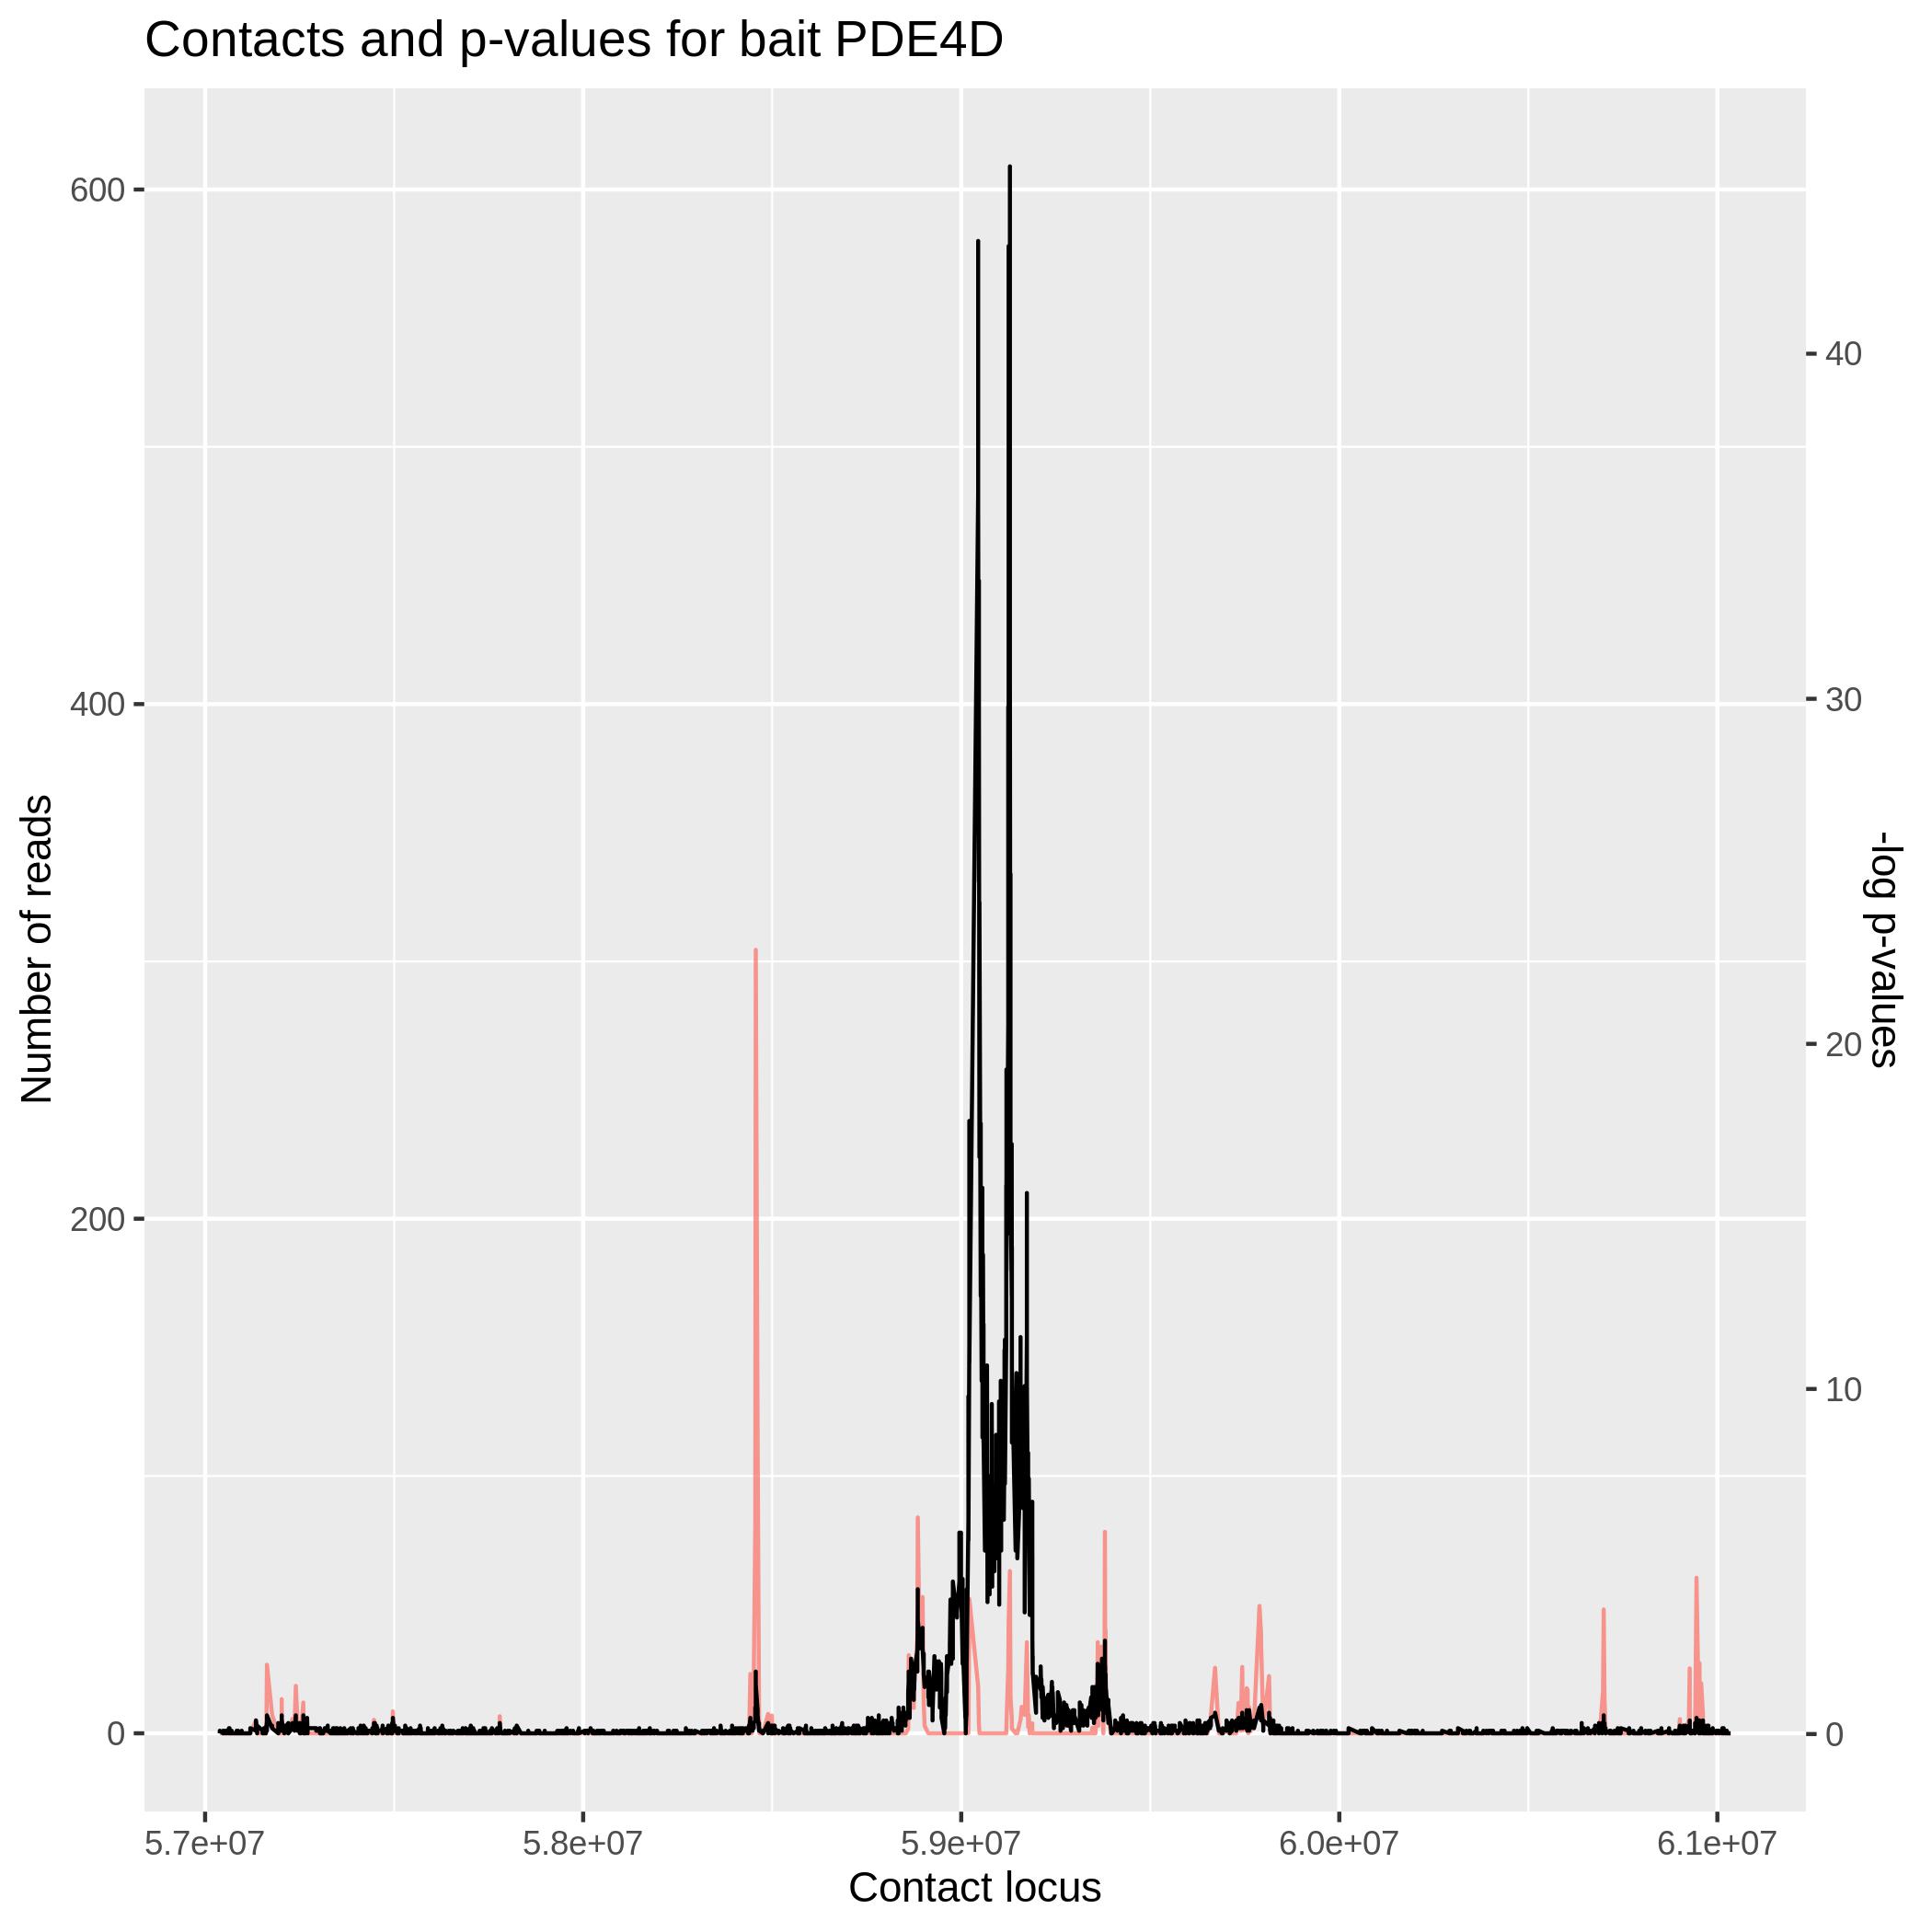 Contacts and p-values for bait PDE4D
600
400
200
0
Number of reads
40
30
20
10
0
-log p-values
5.7e+07
5.8e+07
5.9e+07
6.0e+07
6.1e+07
Contact locus